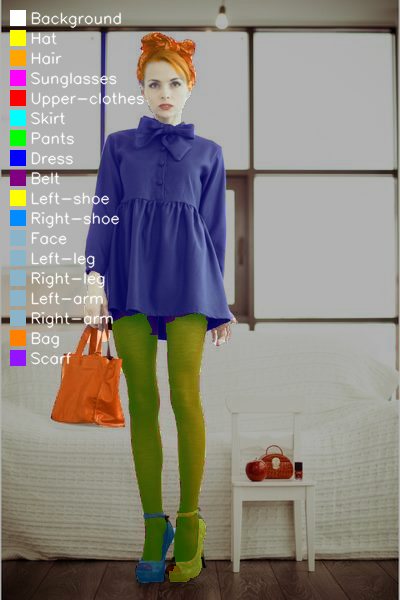 Background
Hat
Hair
Sunglasses
Upper-clothes
Skirt
Pants
Dress
Belt
Left-shoe
Right-shoe
Face
Left-leg
Right-leg
Left-arm
Right-arm
Bag
Scarf